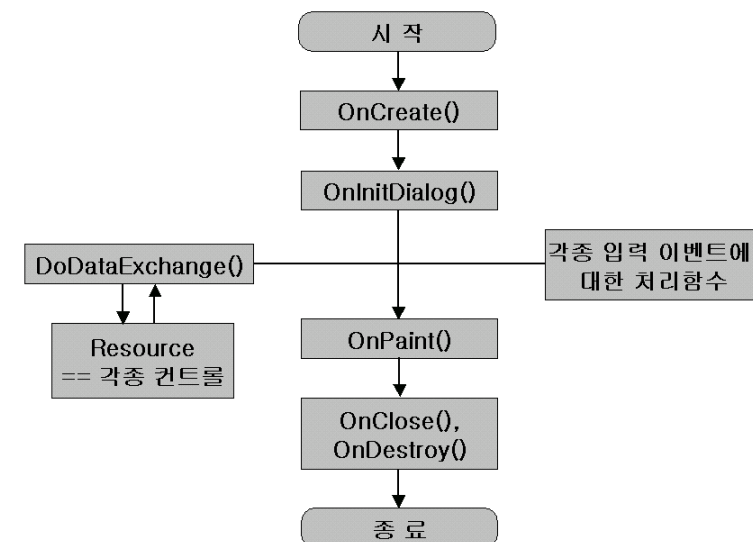 시 작
OnCreate()
OnInitDialog()
DoDataExchange()
각종 입력 이벤트에
대한 처리함수
Resource
== 각종 컨트롤
OnPaint()
OnClose(),
OnDestroy()
종 료